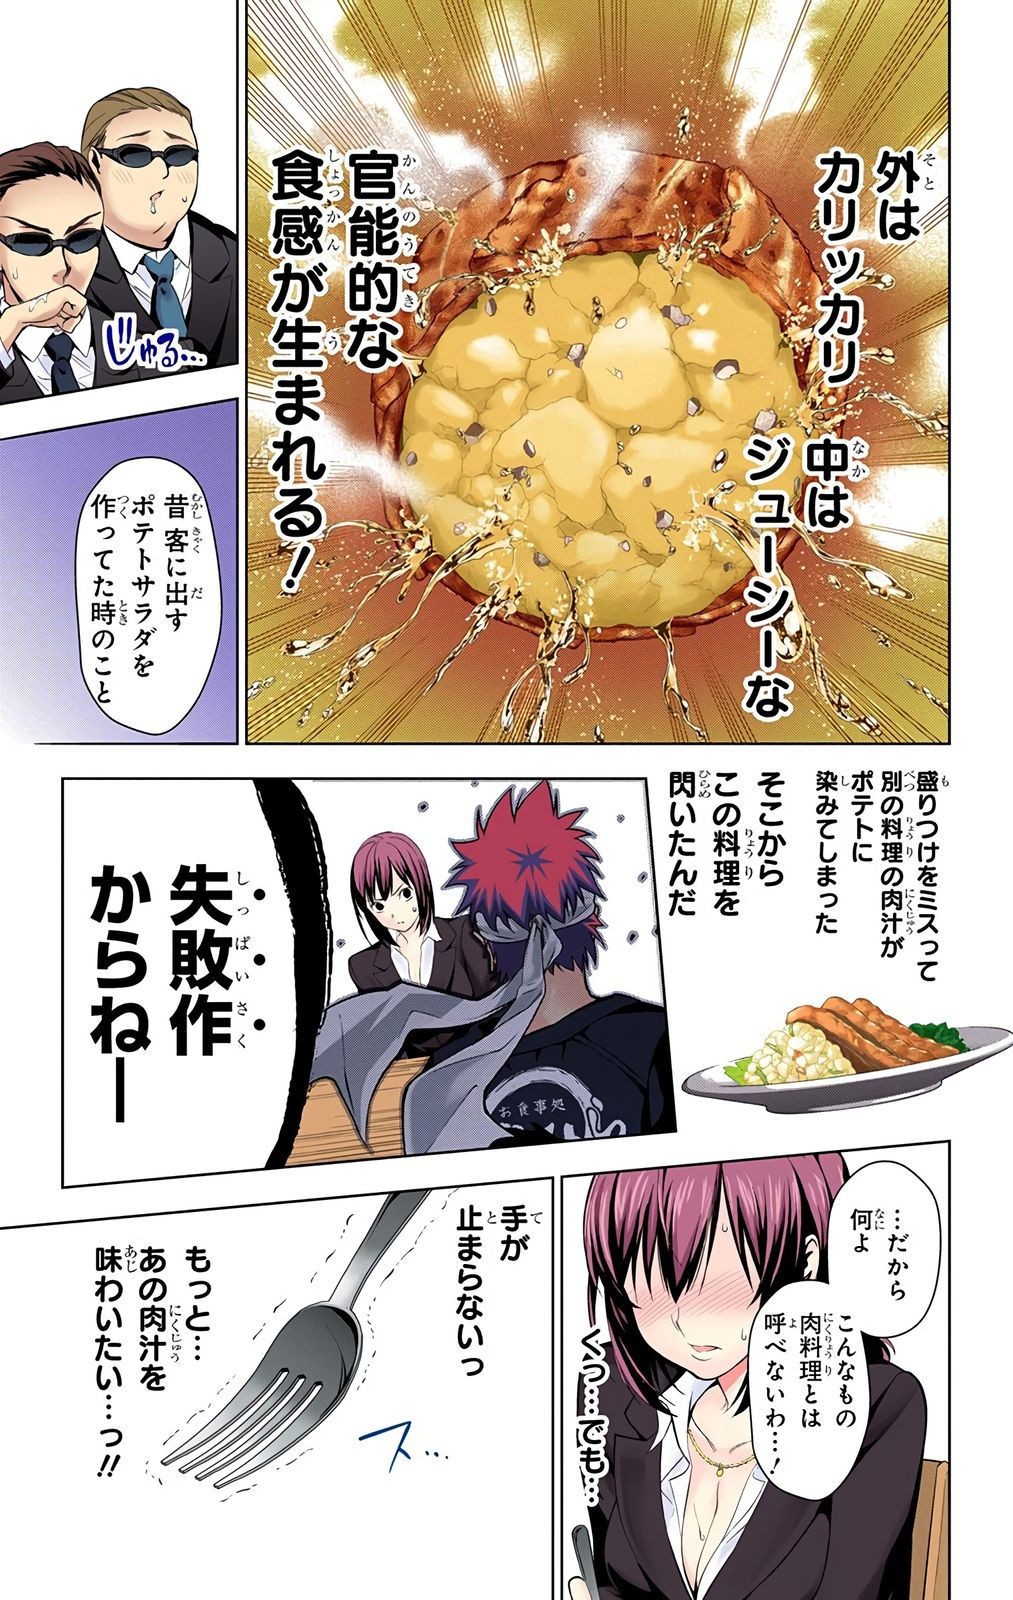 外は
カリッカリ
中は
ジューシーな
官能的な
食感が生まれる！
じゅる…
昔 客に出す
ポテトサラダを
作ってた時のこと
盛りつけをミスって
別の料理の肉汁が
ポテトに
染みてしまった
そこから
この料理を
閃いたんだ
お食事処
失敗作
からねー
…だから
何よ
こんなもの
肉料理とは
呼べないわ…！
くっ…でも…
手が
止まらないっ
ス…
もっと…
あの肉汁を
味わいたい…っ!!